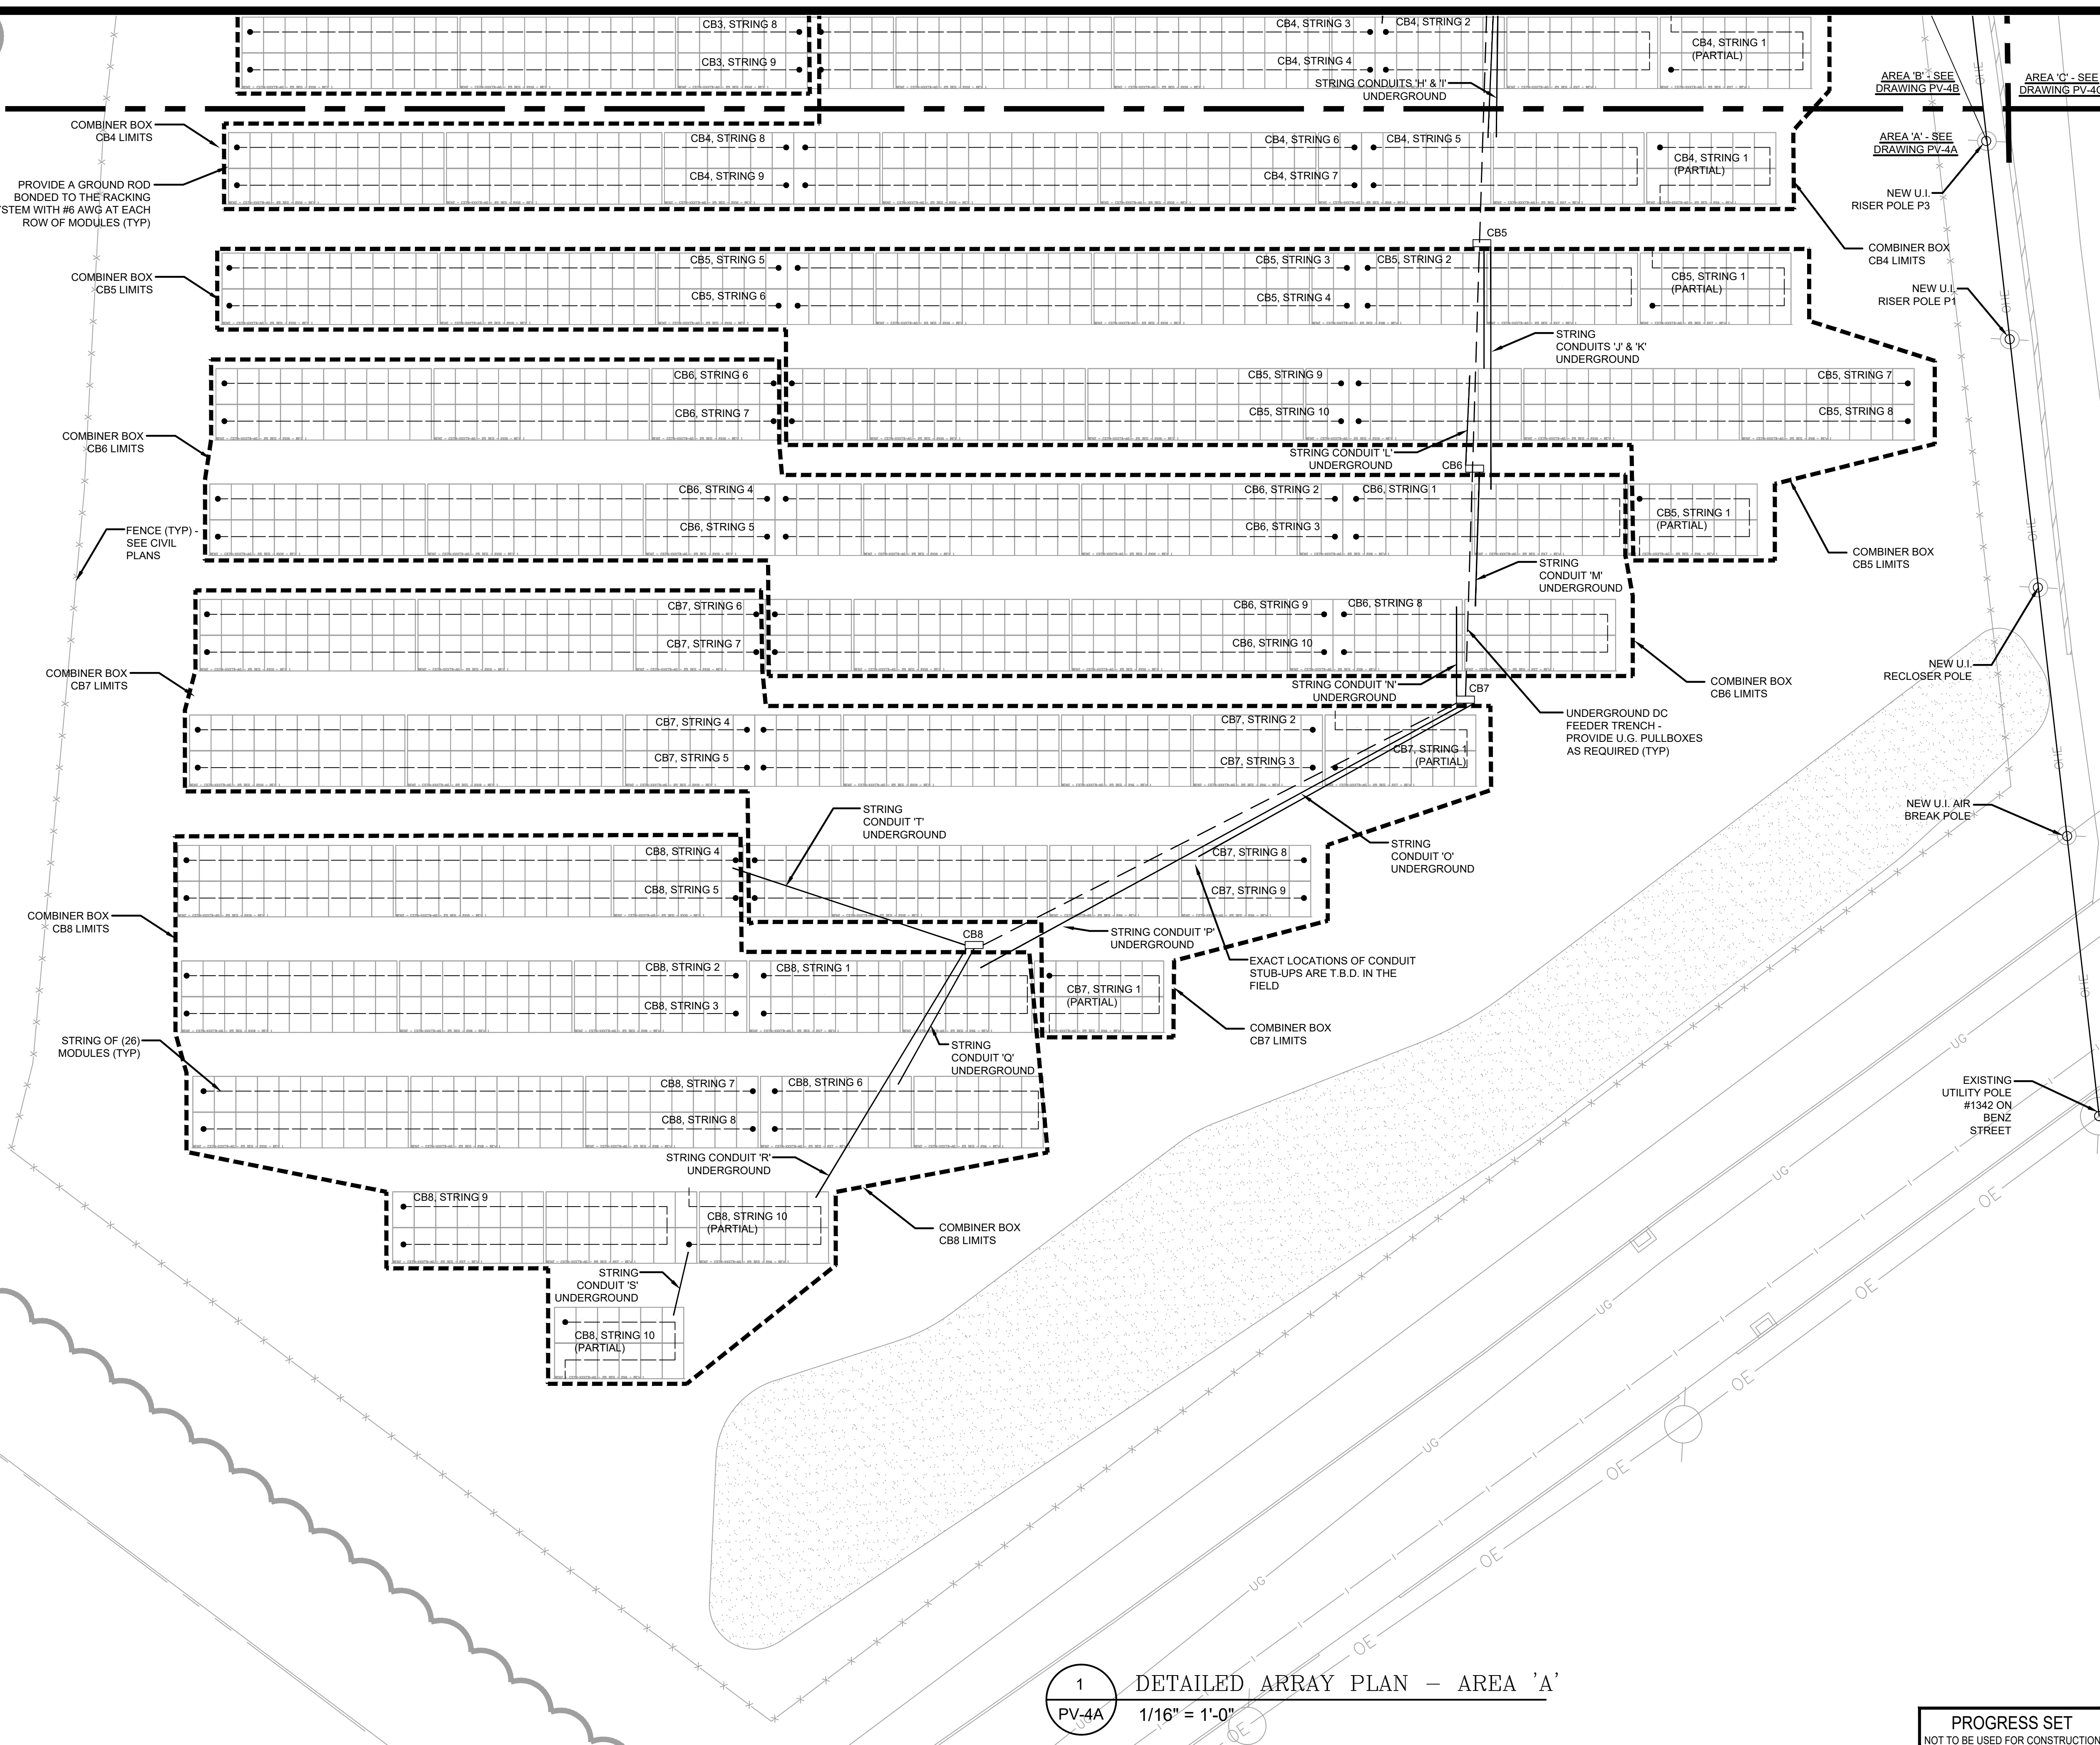 CB3, STRING 8
CB4, STRING 3
CB4, STRING 2
CB4, STRING 1
(PARTIAL)
CB3, STRING 9
CB4, STRING 4
STRING CONDUITS 'H' & 'I'
UNDERGROUND
AREA 'B' - SEE
DRAWING PV-4B
AREA 'C' - SEE
COMBINER BOX
CB4 LIMITS
AREA 'A' - SEE
DRAWING PV-4A
CB4, STRING 8
CB4, STRING 6
CB4, STRING 5
CB4, STRING 1
(PARTIAL)
CB4, STRING 9
CB4, STRING 7
PROVIDE A GROUND ROD
BONDED TO THE RACKING
WITH #6 AWG AT EACH
ROW OF MODULES (TYP)
NEW U.I.
RISER POLE P3
CB5
COMBINER BOX
CB4 LIMITS
COMBINER BOX
CB5 LIMITS
CB5, STRING 5
CB5, STRING 3
CB5, STRING 2
CB5, STRING 1
(PARTIAL)
CB5, STRING 6
CB5, STRING 4
NEW U.I.
RISER POLE P1
STRING
CONDUITS 'J' & 'K'
UNDERGROUND
CB6, STRING 6
CB5, STRING 9
CB5, STRING 7
CB6, STRING 7
CB5, STRING 10
CB5, STRING 8
COMBINER BOX
CB6 LIMITS
STRING CONDUIT 'L'
UNDERGROUND
CB6
CB6, STRING 4
CB6, STRING 2
CB6, STRING 1
CB5, STRING 1
(PARTIAL)
CB6, STRING 5
CB6, STRING 3
FENCE (TYP) -
SEE CIVIL
PLANS
COMBINER BOX
CB5 LIMITS
STRING
CONDUIT 'M'
UNDERGROUND
CB7, STRING 6
CB6, STRING 9
CB6, STRING 8
CB7, STRING 7
CB6, STRING 10
COMBINER BOX
CB7 LIMITS
STRING CONDUIT 'N'
UNDERGROUND
CB7
COMBINER BOX
CB6 LIMITS
NEW U.I.
RECLOSER POLE
UNDERGROUND DC
FEEDER TRENCH -
PROVIDE U.G. PULLBOXES
AS REQUIRED (TYP)
CB7, STRING 4
CB7, STRING 2
CB7, STRING 1
(PARTIAL)
CB7, STRING 5
CB7, STRING 3
STRING
CONDUIT 'T'
UNDERGROUND
NEW U.I. AIR
BREAK POLE
STRING
CONDUIT 'O'
UNDERGROUND
CB8, STRING 4
CB7, STRING 8
CB8, STRING 5
CB7, STRING 9
COMBINER BOX
CB8 LIMITS
CB8
STRING CONDUIT 'P'
UNDERGROUND
EXACT LOCATIONS OF CONDUIT
STUB-UPS ARE T.B.D. IN THE
FIELD
CB8, STRING 2
CB8, STRING 1
CB7, STRING 1
(PARTIAL)
CB8, STRING 3
COMBINER BOX
CB7 LIMITS
STRING OF (26)
MODULES (TYP)
STRING
CONDUIT 'Q'
UNDERGROUND
CB8, STRING 7
CB8, STRING 6
CB8, STRING 8
EXISTING
UTILITY POLE
#1342 ON
BENZ
STREET
STRING CONDUIT 'R'
UNDERGROUND
CB8, STRING 9
CB8, STRING 10
(PARTIAL)
COMBINER BOX
CB8 LIMITS
STRING
CONDUIT 'S'
UNDERGROUND
CB8, STRING 10
(PARTIAL)
OHE
OHE
OHE
OHE
OHE
UG
UG
UG
UG
UG
UG
OE
OE
OE
OE
OE
OE
OE
1
PV-4A
DETAILED ARRAY PLAN – AREA 'A'
1/16" = 1'-0"
PROGRESS SET
NOT TO BE USED FOR CONSTRUCTION